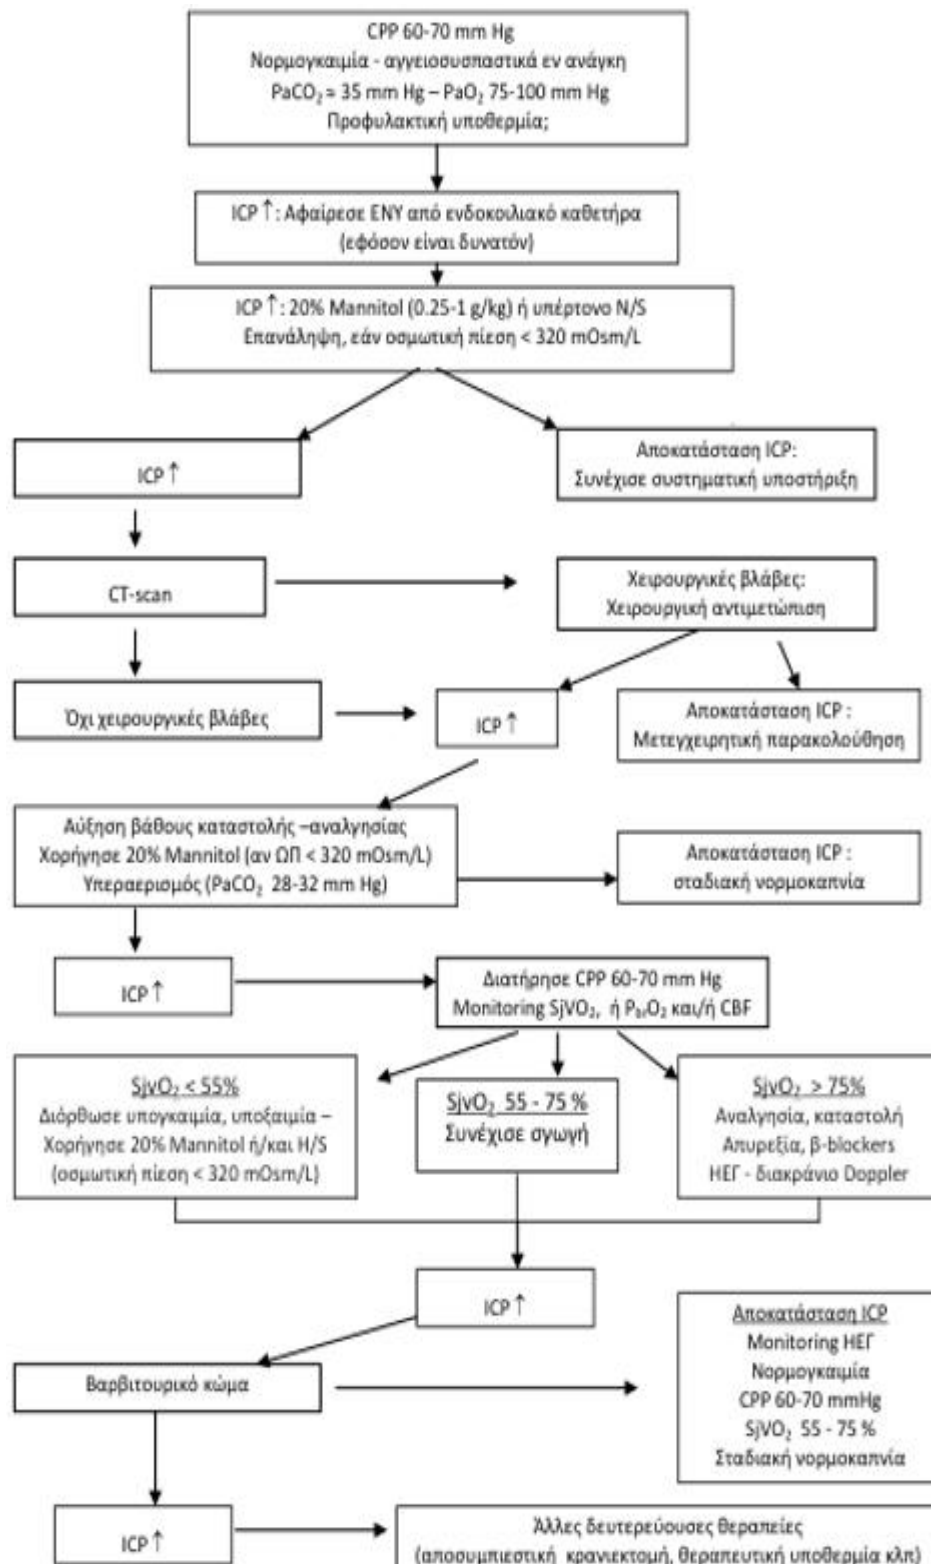 CPP 60-70 mm Hg
Νορμογκαιμία - αγγειοσυσπαστικά εν ανάγκη
PaCO₂ ≈ 35 mm Hg – PaO₂ 75-100 mm Hg
Προφυλακτική υποθερμία;
ICP ↑: Αφαίρεσε ΕΝΥ από ενδοκοιλιακό καθετήρα
(εφόσον είναι δυνατόν)
ICP ↑: 20% Mannitol (0.25-1 g/kg) ή υπέρτονο N/S
Επανάληψη, εάν οσμωτική πίεση < 320 mOsm/L
ICP ↑
Αποκατάσταση ICP:
Συνέχισε συστηματική υποστήριξη
CT-scan
Χειρουργικές βλάβες:
Χειρουργική αντιμετώπιση
Όχι χειρουργικές βλάβες
ICP ↑
Αποκατάσταση ICP :
Μετεγχειρητική παρακολούθηση
Αύξηση βάθους καταστολής –αναλγησίας
Χορήγησε 20% Mannitol (αν ΩΠ < 320 mOsm/L)
Υπεραερισμός (PaCO₂ 28-32 mm Hg)
Αποκατάσταση ICP :
σταδιακή νορμοκαπνία
ICP ↑
Διατήρησε CPP 60-70 mm Hg
Monitoring SjVO₂, ή PbrO₂ και/ή CBF
SjvO₂ < 55%
Διόρθωσε υπογκαιμία, υποξαιμία –
Χορήγησε 20% Mannitol ή/και H/S
(οσμωτική πίεση < 320 mOsm/L)
SjvO₂ 55 - 75 %
Συνέχισε σγωγή
SjvO₂ > 75%
Αναλγησία, καταστολή
Απυρεξία, β-blockers
ΗΕΓ - διακράνιο Doppler
ICP ↑
Βαρβιτουρικό κώμα
Αποκατάσταση ICP
Monitoring ΗΕΓ
Νορμογκαιμία
CPP 60-70 mmHg
SjVO₂ 55 - 75 %
Σταδιακή νορμοκαπνία
ICP ↑
Άλλες δευτερεύουσες θεραπείες
(αποσυμπιεστική κρανιεκτομή, θεραπευτική υποθερμία κλπ)